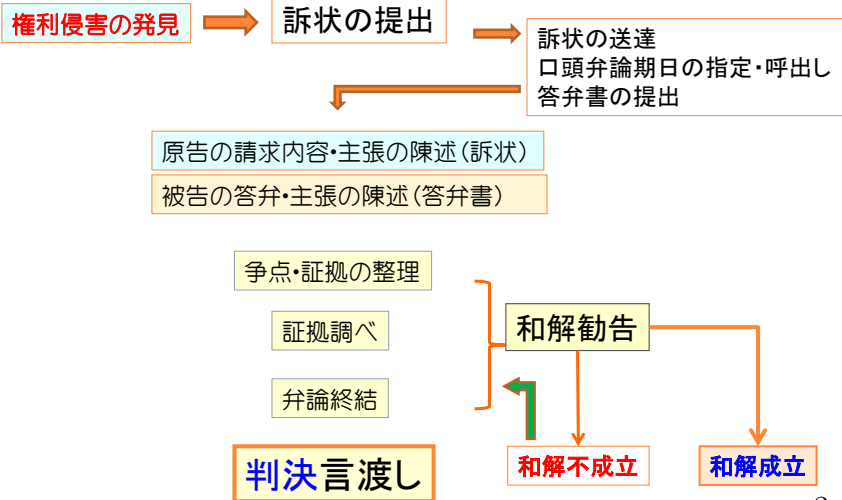 権利侵害の発見
訴状の提出
訴状の送達
口頭弁論期日の指定・呼出し
答弁書の提出
原告の請求内容・主張の陳述(訴状)
被告の答弁・主張の陳述(答弁書)
争点・証拠の整理
証拠調べ
弁論終結
和解勧告
判決言渡し
和解不成立
和解成立